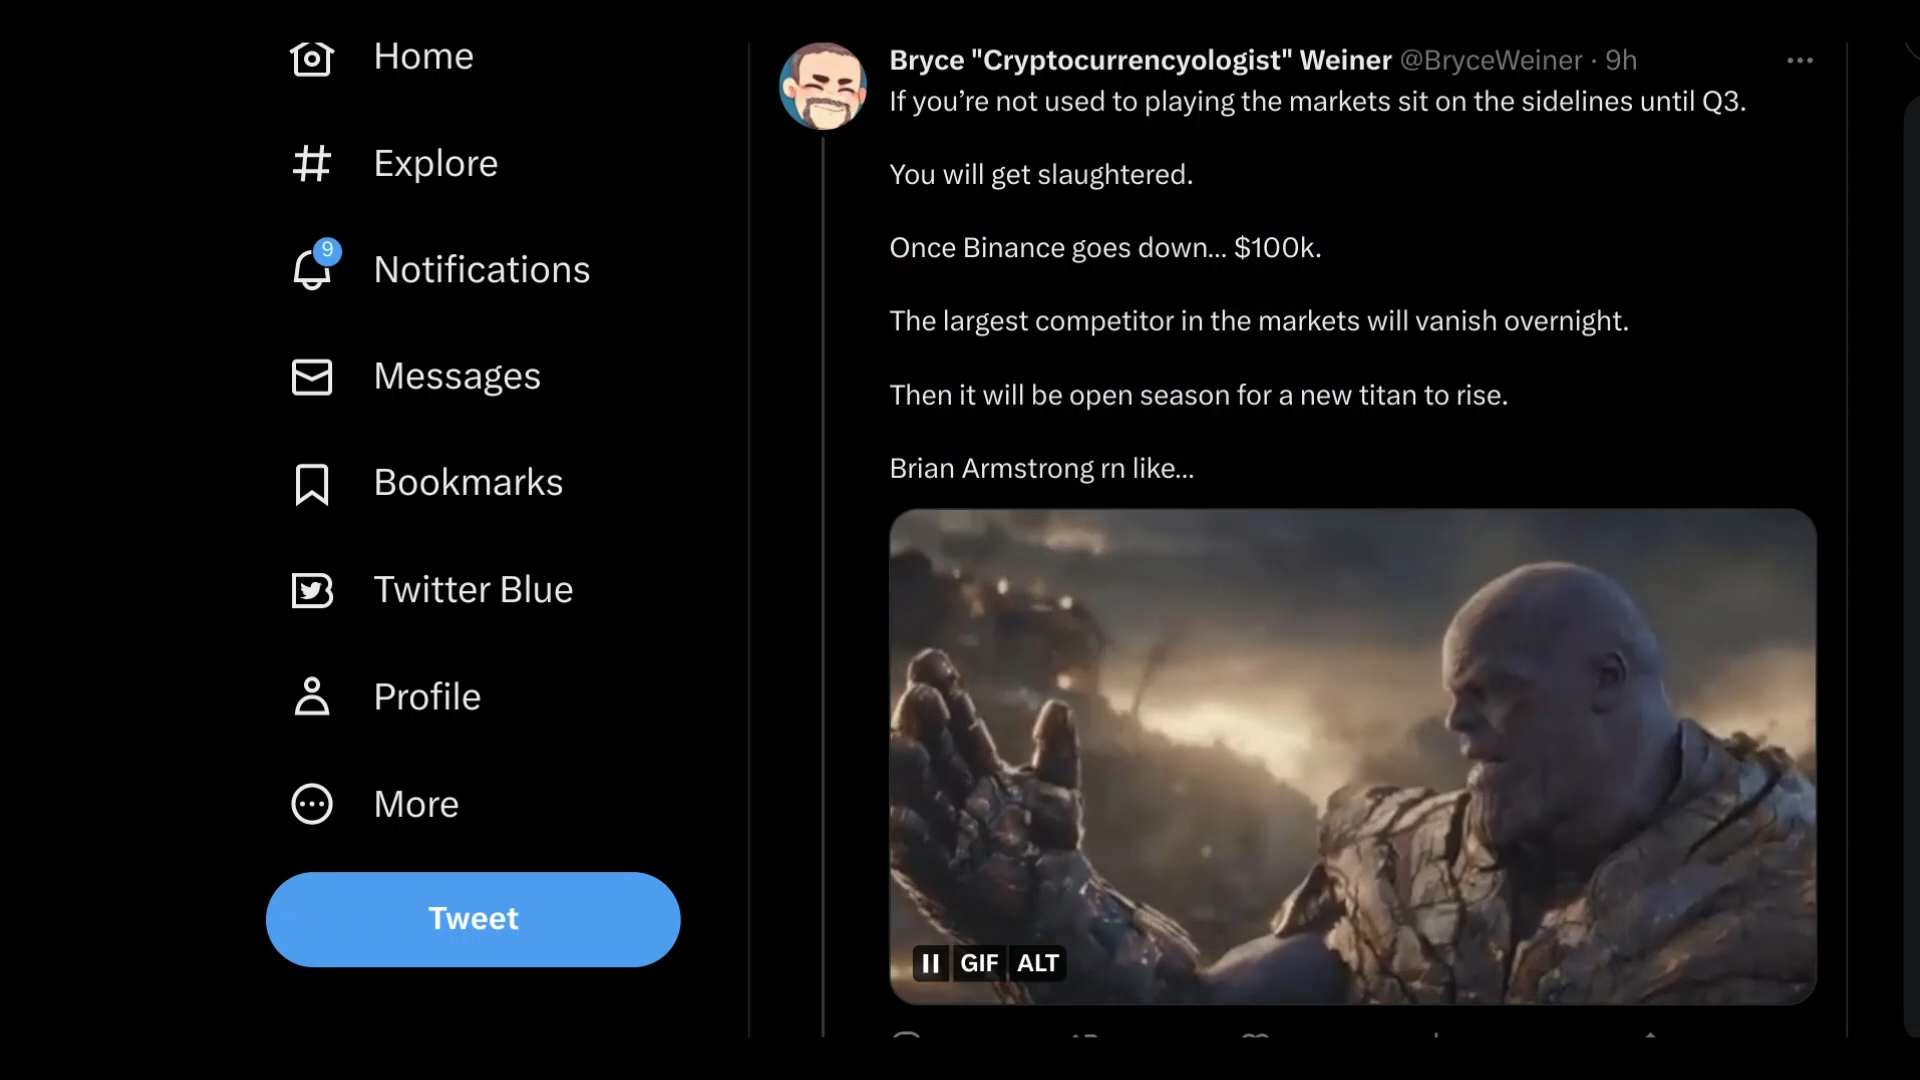 Home
Explore
9
Notifications
Messages
Bookmarks
Twitter Blue
Profile
More
Tweet
Bryce "Cryptocurrencyologist" Weiner @BryceWeiner · 9h
If you’re not used to playing the markets sit on the sidelines until Q3.
You will get slaughtered.
Once Binance goes down... $100k.
The largest competitor in the markets will vanish overnight.
Then it will be open season for a new titan to rise.
Brian Armstrong rn like...
GIF ALT